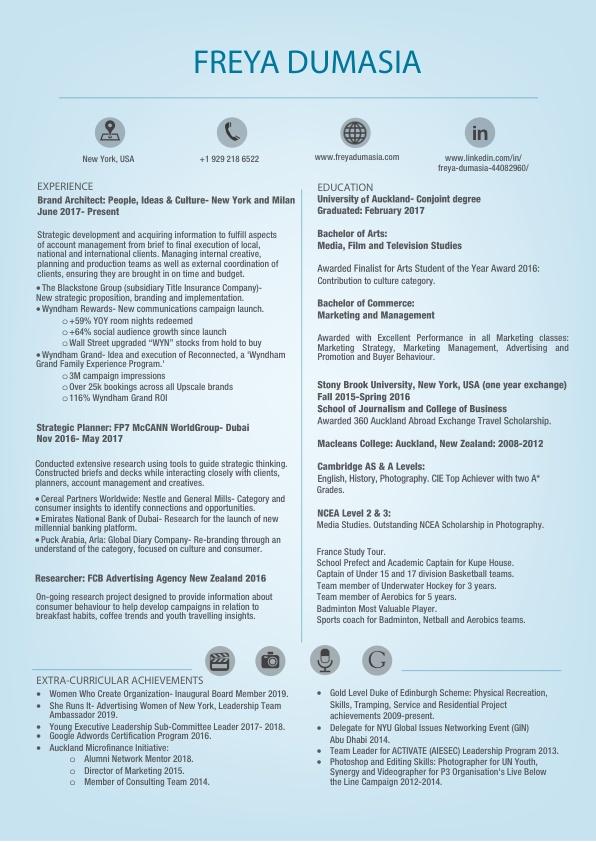 FREYA DUMASIA
New York, USA
+1 929 218 6522
www.freyadumasia.com
in
www.linkedin.com/in/
freya-dumasia-44082960/
EXPERIENCE
Brand Architect: People, Ideas & Culture- New York and Milan
June 2017- Present
Strategic development and acquiring information to fulfill aspects
of account management from brief to final execution of local,
national and international clients. Managing internal creative,
planning and production teams as well as external coordination of
clients, ensuring they are brought in on time and budget.
• The Blackstone Group (subsidiary Title Insurance Company)-
New strategic proposition, branding and implementation.
• Wyndham Rewards- New communications campaign launch.
o +59% YOY room nights redeemed
o +64% social audience growth since launch
o Wall Street upgraded “WYN” stocks from hold to buy
• Wyndham Grand- Idea and execution of Reconnected, a 'Wyndham
Grand Family Experience Program.'
o 3M campaign impressions
o Over 25k bookings across all Upscale brands
o 116% Wyndham Grand ROI
Strategic Planner: FP7 McCANN WorldGroup- Dubai
Nov 2016- May 2017
Conducted extensive research using tools to guide strategic thinking.
Constructed briefs and decks while interacting closely with clients,
planners, account management and creatives.
• Cereal Partners Worldwide: Nestle and General Mills- Category and
consumer insights to identify connections and opportunities.
• Emirates National Bank of Dubai- Research for the launch of new
millennial banking platform.
• Puck Arabia, Arla: Global Diary Company- Re-branding through an
understand of the category, focused on culture and consumer.
Researcher: FCB Advertising Agency New Zealand 2016
On-going research project designed to provide information about
consumer behaviour to help develop campaigns in relation to
breakfast habits, coffee trends and youth travelling insights.
EDUCATION
University of Auckland- Conjoint degree
Graduated: February 2017
Bachelor of Arts:
Media, Film and Television Studies
Awarded Finalist for Arts Student of the Year Award 2016:
Contribution to culture category.
Bachelor of Commerce:
Marketing and Management
Awarded with Excellent Performance in all Marketing classes:
Marketing Strategy, Marketing Management, Advertising and
Promotion and Buyer Behaviour.
Stony Brook University, New York, USA (one year exchange)
Fall 2015-Spring 2016
School of Journalism and College of Business
Awarded 360 Auckland Abroad Exchange Travel Scholarship.
Macleans College: Auckland, New Zealand: 2008-2012
Cambridge AS & A Levels:
English, History, Photography. CIE Top Achiever with two A*
Grades.
NCEA Level 2 & 3:
Media Studies. Outstanding NCEA Scholarship in Photography.
France Study Tour.
School Prefect and Academic Captain for Kupe House.
Captain of Under 15 and 17 division Basketball teams.
Team member of Underwater Hockey for 3 years.
Team member of Aerobics for 5 years.
Badminton Most Valuable Player.
Sports coach for Badminton, Netball and Aerobics teams.
G
EXTRA-CURRICULAR ACHIEVEMENTS
• Women Who Create Organization- Inaugural Board Member 2019.
• She Runs It- Advertising Women of New York, Leadership Team
Ambassador 2019.
• Young Executive Leadership Sub-Committee Leader 2017- 2018.
• Google Adwords Certification Program 2016.
• Auckland Microfinance Initiative:
o Alumni Network Mentor 2018.
o Director of Marketing 2015.
o Member of Consulting Team 2014.
• Gold Level Duke of Edinburgh Scheme: Physical Recreation,
Skills, Tramping, Service and Residential Project
achievements 2009-present.
• Delegate for NYU Global Issues Networking Event (GIN)
Abu Dhabi 2014.
• Team Leader for ACTIVATE (AIESEC) Leadership Program 2013.
• Photoshop and Editing Skills: Photographer for UN Youth,
Synergy and Videographer for P3 Organisation's Live Below
the Line Campaign 2012-2014.